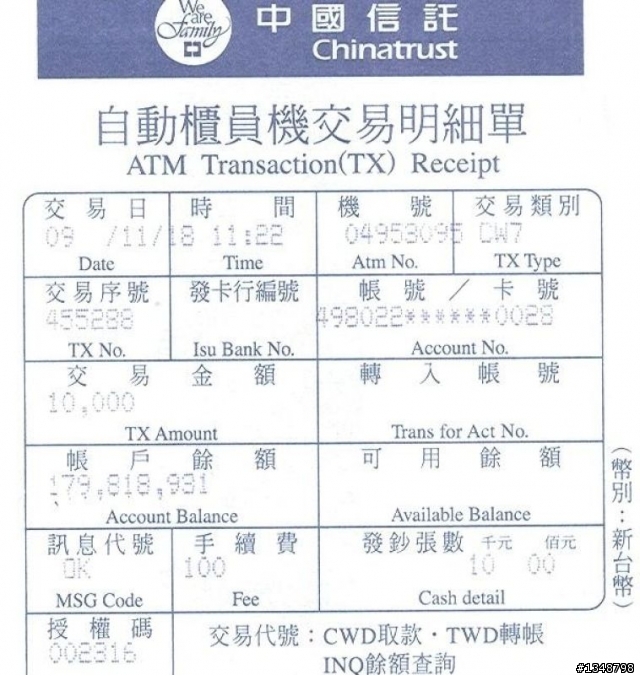 We are Family
中國信託
Chinatrust
自動櫃員機交易明細單
ATM Transaction(TX) Receipt
交易日 時間 機號 交易類別
09 /11/18 11:22 04953095 CW7
Date Time Atm No. TX Type
交易序號 發卡行編號 帳號/卡號
455288 498022******0028
TX No. Isu Bank No. Account No.
交易金額 轉入帳號
10,000
TX Amount Trans for Act No.
帳戶餘額 可用餘額
179,818,931
Account Balance Available Balance
訊息代號 手續費 發鈔張數 千元 佰元
OK 100 10 00
MSG Code Fee Cash detail
(幣別:新台幣)
授權碼 交易代號:CWD取款・TWD轉帳
002316 INQ餘額查詢
#1348798